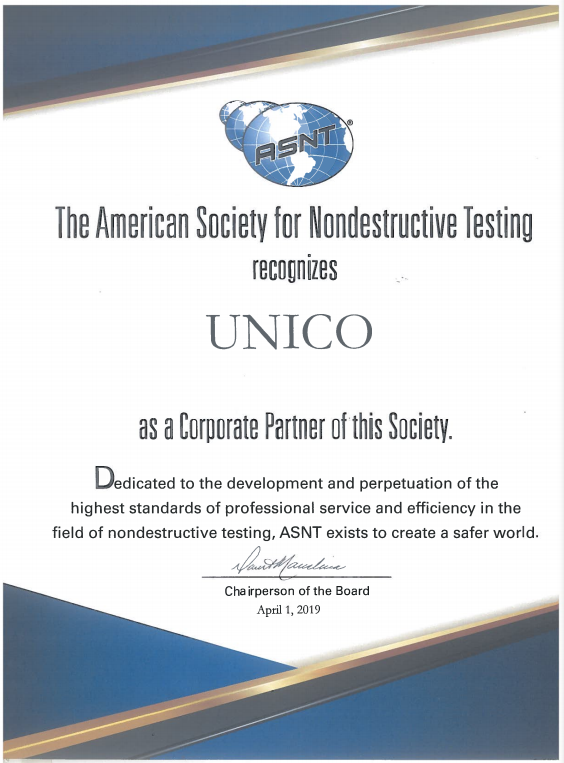 ASNT®
The American Society for Nondestructive Testing
recognizes
UNICO
as a Corporate Partner of this Society.
Dedicated to the development and perpetuation of the
highest standards of professional service and efficiency in the
field of nondestructive testing, ASNT exists to create a safer world.
Chairperson of the Board
April 1, 2019